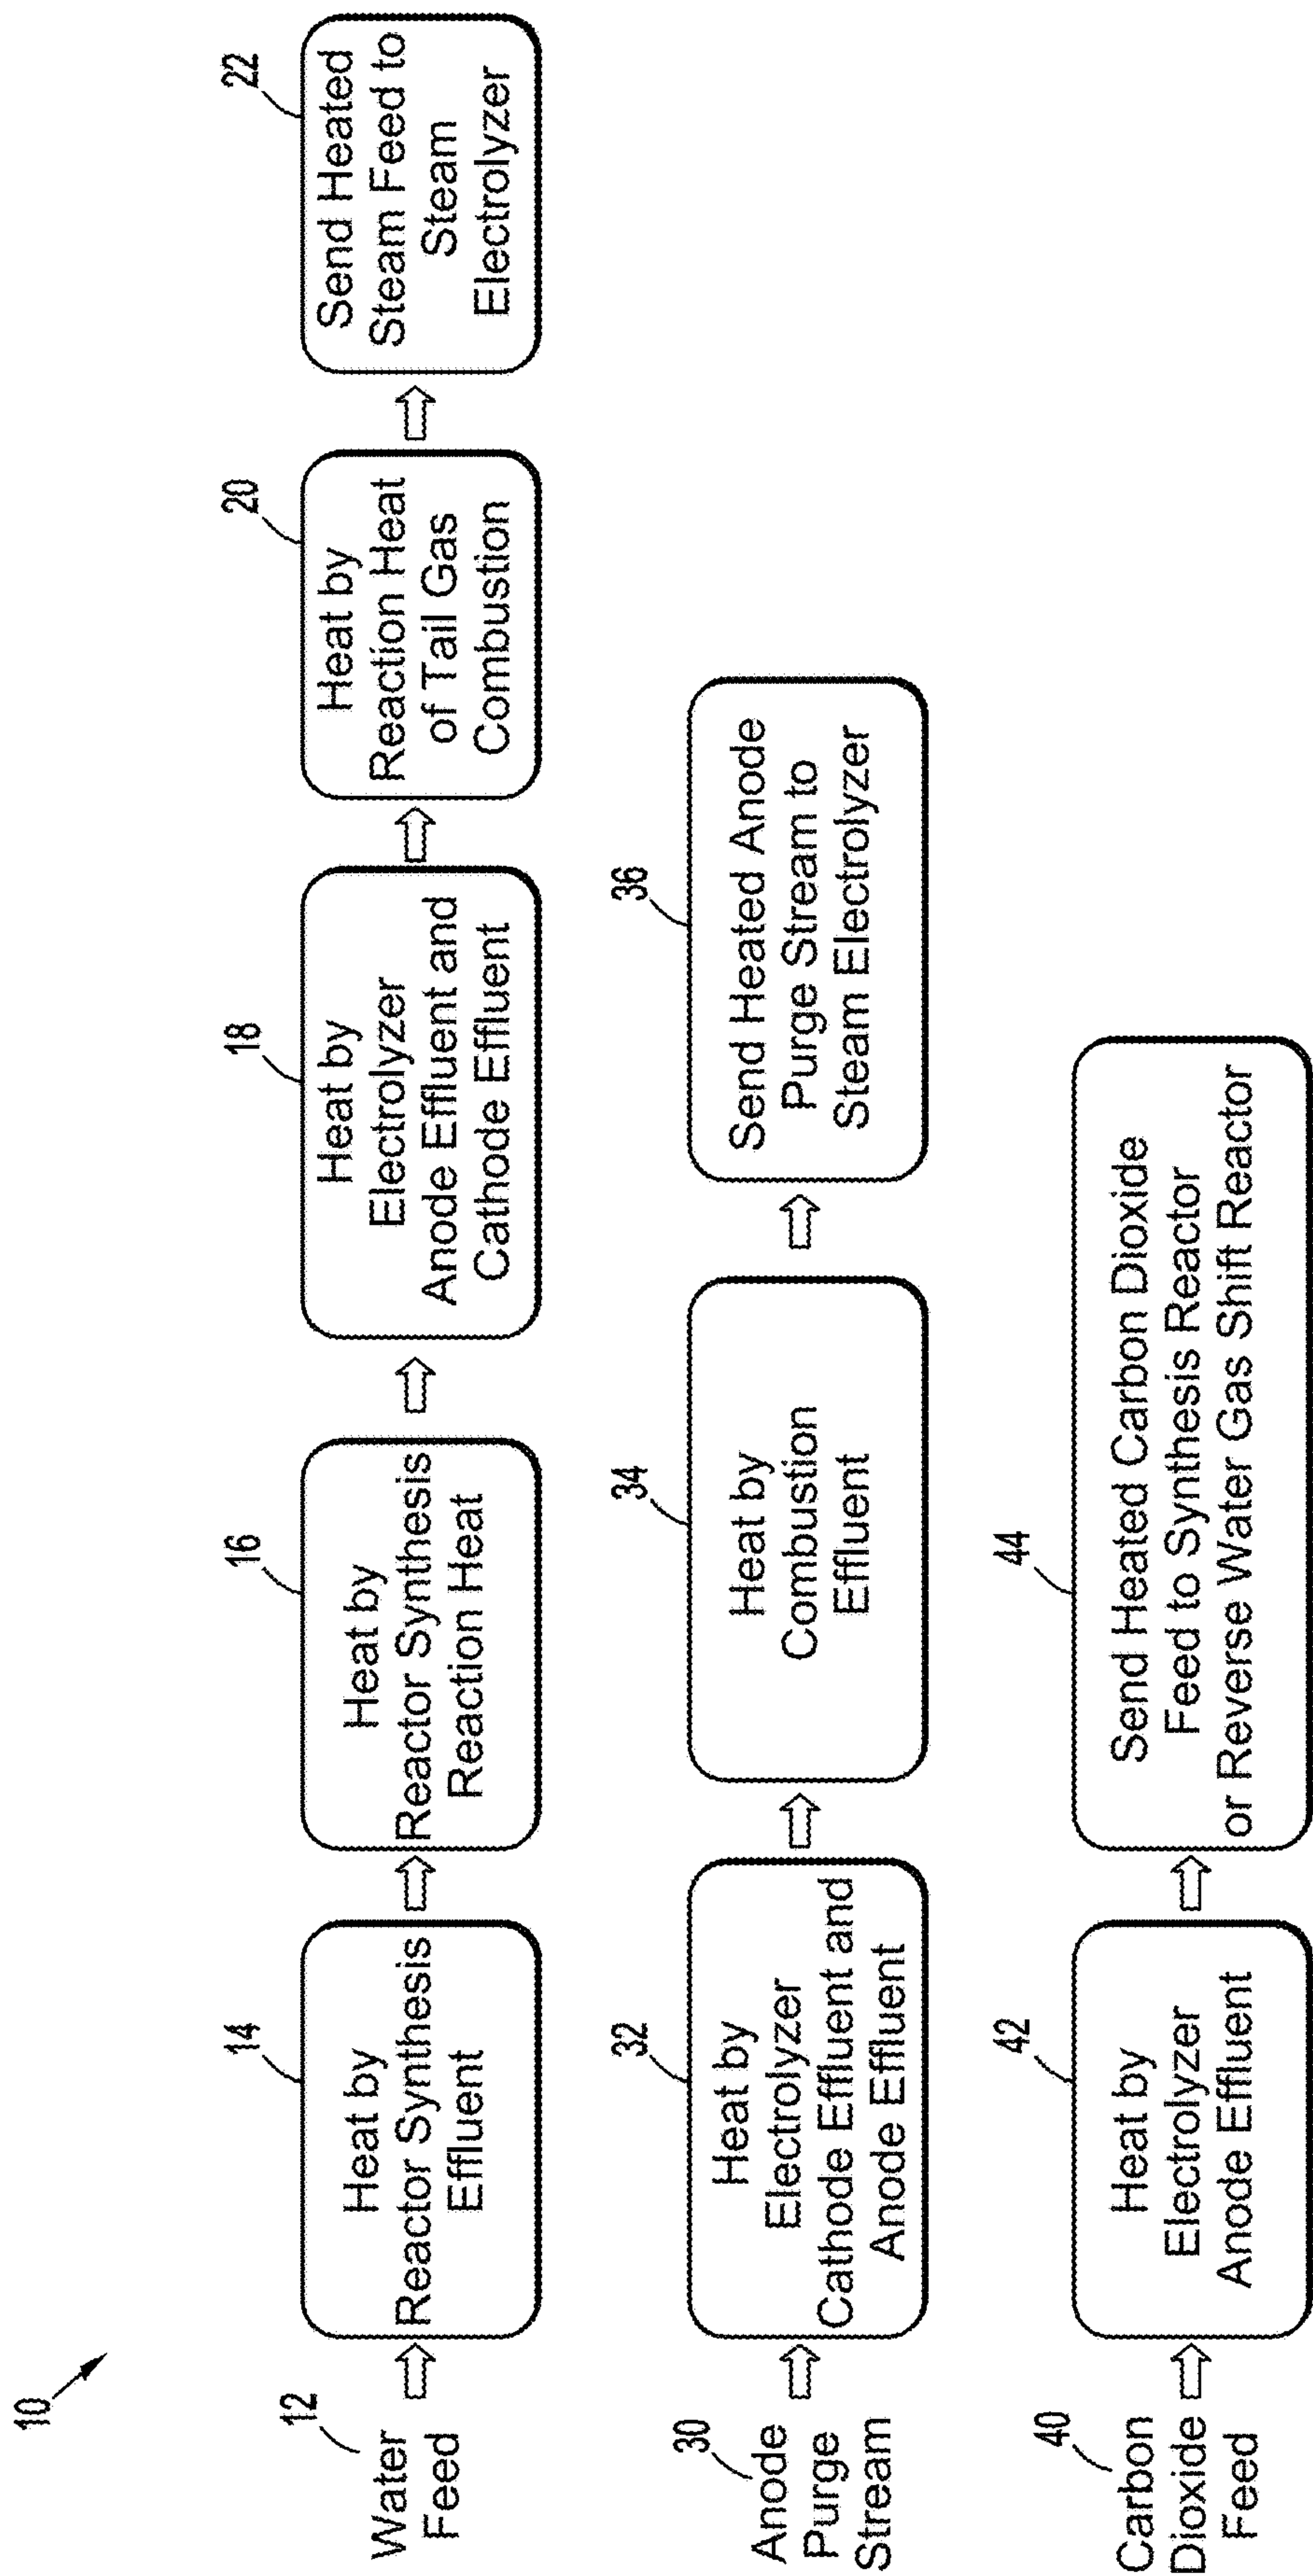 10
12
Water
Feed
14
Heat by
Reactor Synthesis
Effluent
16
Heat by
Reactor Synthesis
Reaction Heat
18
Heat by
Electrolyzer
Anode Effluent and
Cathode Effluent
20
Heat by
Reaction Heat
of Tail Gas
Combustion
22
Send Heated
Steam Feed to
Steam
Electrolyzer
30
Anode
Purge
Stream
32
Heat by
Electrolyzer
Cathode Effluent and
Anode Effluent
34
Heat by
Combustion
Effluent
36
Send Heated Anode
Purge Stream to
Steam Electrolyzer
40
Carbon
Dioxide
Feed
42
Heat by
Electrolyzer
Anode Effluent
44
Send Heated Carbon Dioxide
Feed to Synthesis Reactor
or Reverse Water Gas Shift Reactor